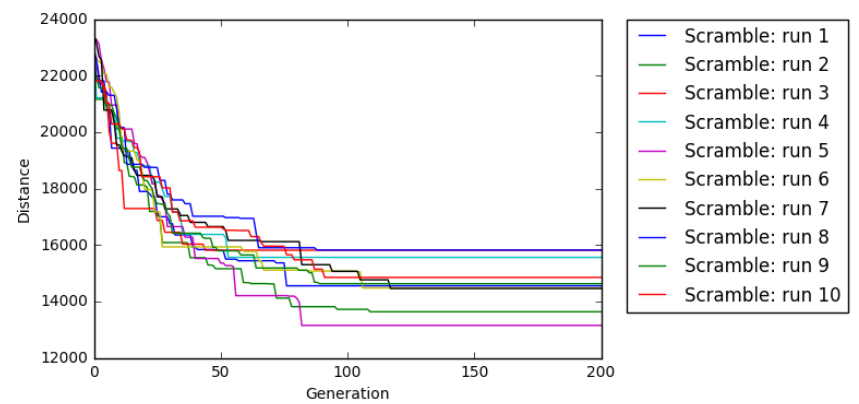 24000
22000
20000
18000
16000
14000
12000
Distance
0
50
100
150
200
Generation
Scramble: run 1
Scramble: run 2
Scramble: run 3
Scramble: run 4
Scramble: run 5
Scramble: run 6
Scramble: run 7
Scramble: run 8
Scramble: run 9
Scramble: run 10